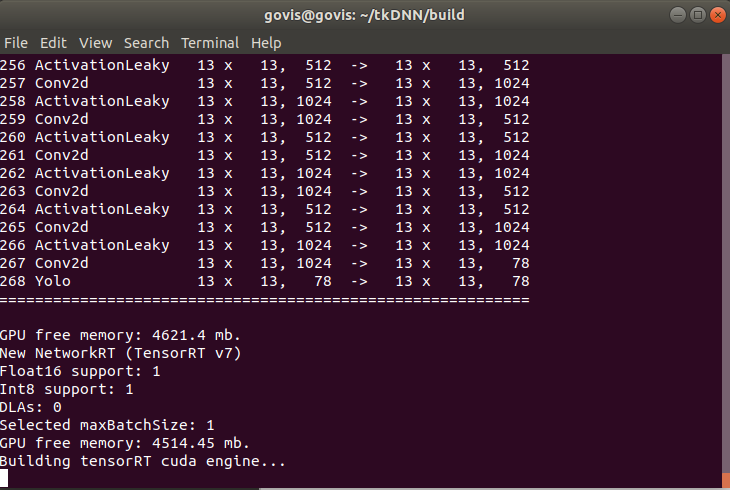 govis@govis: ~/tkDNN/build
File Edit View Search Terminal Help
256 ActivationLeaky 13 x 13, 512 -> 13 x 13, 512
257 Conv2d 13 x 13, 512 -> 13 x 13, 1024
258 ActivationLeaky 13 x 13, 1024 -> 13 x 13, 1024
259 Conv2d 13 x 13, 1024 -> 13 x 13, 512
260 ActivationLeaky 13 x 13, 512 -> 13 x 13, 512
261 Conv2d 13 x 13, 512 -> 13 x 13, 1024
262 ActivationLeaky 13 x 13, 1024 -> 13 x 13, 1024
263 Conv2d 13 x 13, 1024 -> 13 x 13, 512
264 ActivationLeaky 13 x 13, 512 -> 13 x 13, 512
265 Conv2d 13 x 13, 512 -> 13 x 13, 1024
266 ActivationLeaky 13 x 13, 1024 -> 13 x 13, 1024
267 Conv2d 13 x 13, 1024 -> 13 x 13, 78
268 Yolo 13 x 13, 78 -> 13 x 13, 78
===========================================================
GPU free memory: 4621.4 mb.
New NetworkRT (TensorRT v7)
Float16 support: 1
Int8 support: 1
DLAs: 0
Selected maxBatchSize: 1
GPU free memory: 4514.45 mb.
Building tensorRT cuda engine...